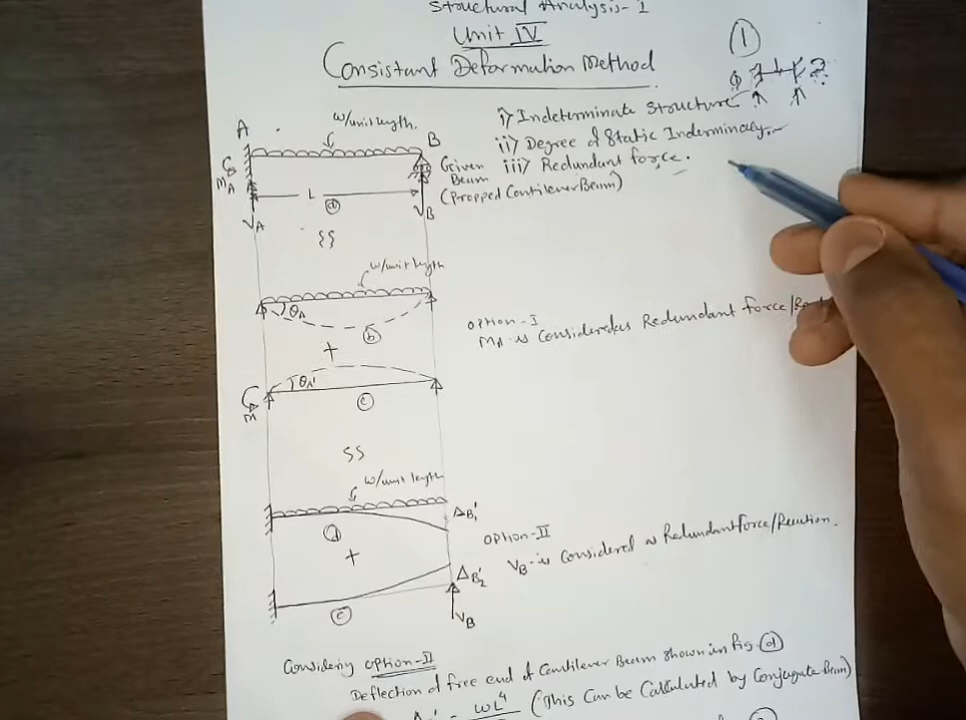 Structural Analysis-I
Unit IV
Consistant Deformation Method
①
i) Indeterminate Structure
ii) Degree of Static Indeterminacy.
iii) Redundant force.
A
w/unit length.
B
MA
L
VA
VB
ⓐ
Given
Beam
(Propped Cantilever Beam)
w/unit length
θA
ⓑ
+
option-I
MA is considered as Redundant force/
θA'
M
ⓒ
w/unit length
ⓓ
ΔB1'
+
option-II
VB is considered as Redundant force/Reaction.
ΔB2'
ⓔ
VB
Considering option-II
Deflection of free end of Cantilever Beam shown in fig. ⓓ
wL⁴ (This Can be Calculated by Conjugate Beam)